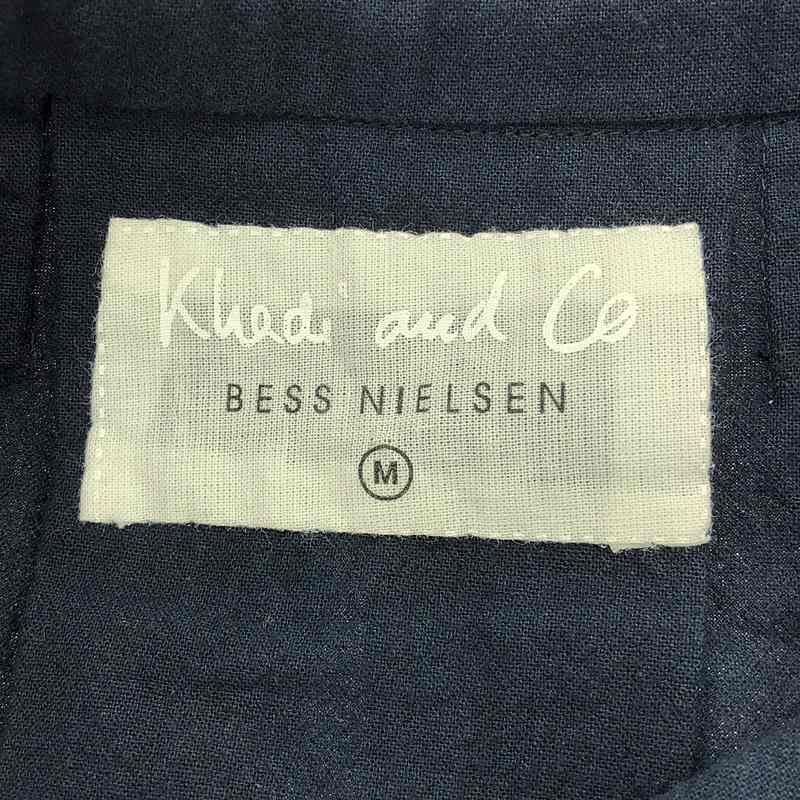 Khadi and Co
BESS NIELSEN
M